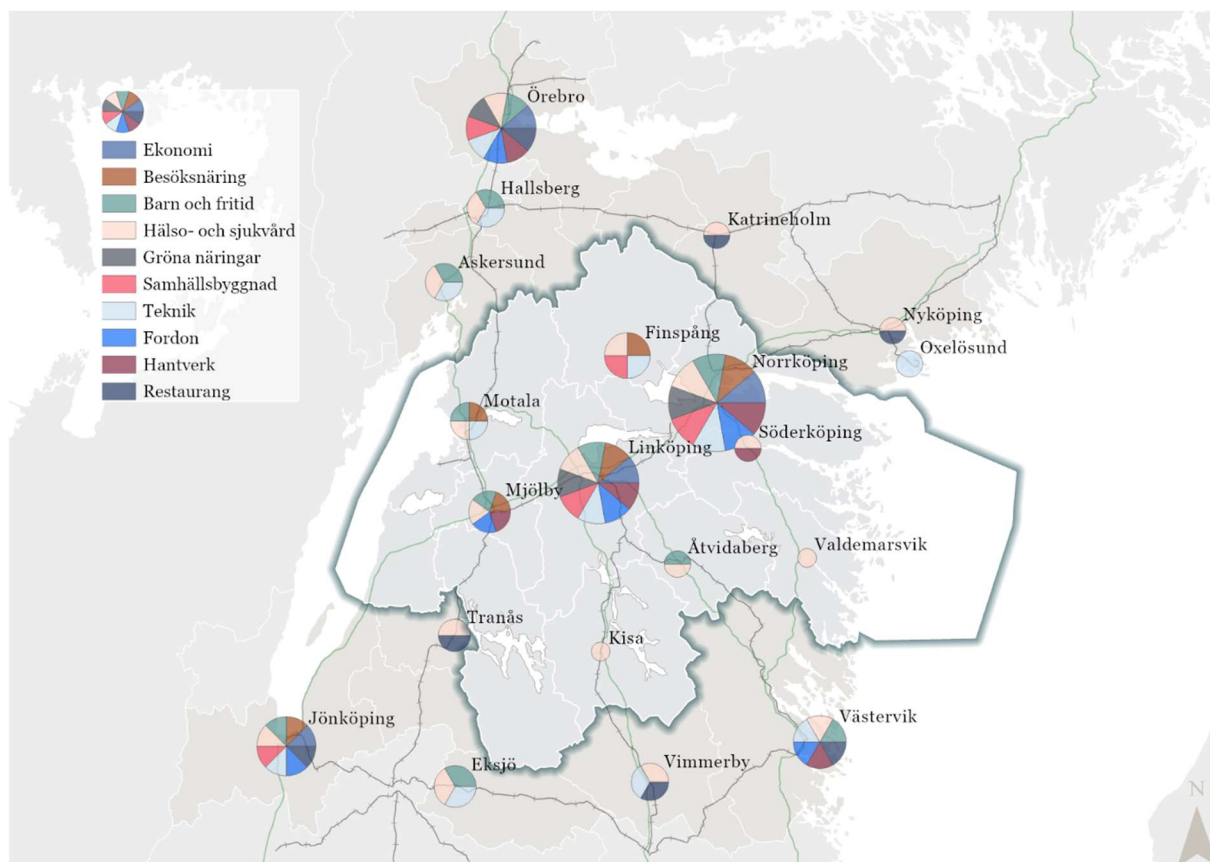 Örebro
Ekonomi
Besöksnäring
Barn och fritid
Hälso- och sjukvård
Gröna näringar
Samhällsbyggnad
Teknik
Fordon
Hantverk
Restaurang
Hallsberg
Katrineholm
Askersund
Nyköping
Oxelösund
Finspång
Norrköping
Motala
Söderköping
Linköping
Mjölby
Åtvidaberg
Valdemarsvik
Tranås
Kisa
Jönköping
Västervik
Eksjö
Vimmerby
N